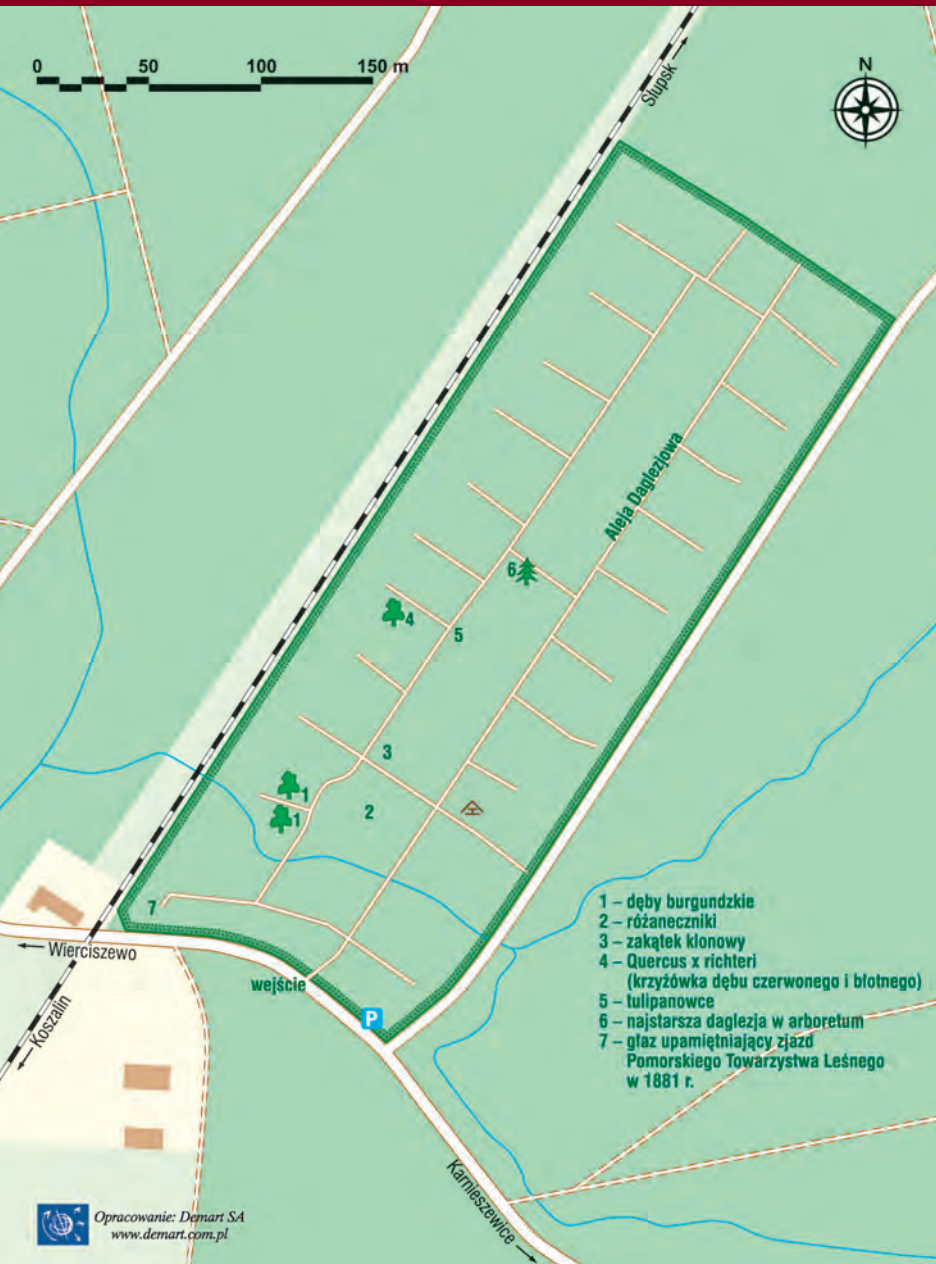 0 50 100 150 m
N
Słupsk
Aleja Daglezjowa
6
4
5
3
1
2
1
7
Wierciszewo
wejście
P
Koszalin
1 – dęby burgundzkie
2 – różaneczniki
3 – zakątek klonowy
4 – Quercus x richteri
(krzyżówka dębu czerwonego i błotnego)
5 – tulipanowce
6 – najstarsza daglezja w arboretum
7 – głaz upamiętniający zjazd
Pomorskiego Towarzystwa Leśnego
w 1881 r.
Karnieszewice
Opracowanie: Demart SA
www.demart.com.pl